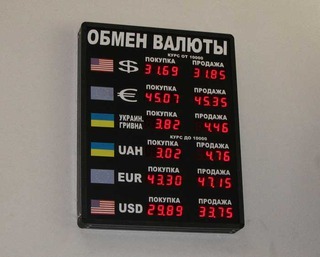 ОБМЕН ВАЛЮТЫ
КУРС ОТ 10000
ПОКУПКА ПРОДАЖА
$ 31.69 31.85
ПОКУПКА ПРОДАЖА
€ 45.07 45.35
ПОКУПКА ПРОДАЖА
УКРАИН. ГРИВНА 3.82 4.46
КУРС ДО 10000
ПОКУПКА ПРОДАЖА
UAH 3.02 4.76
ПОКУПКА ПРОДАЖА
EUR 43.30 47.15
ПОКУПКА ПРОДАЖА
USD 29.89 33.75